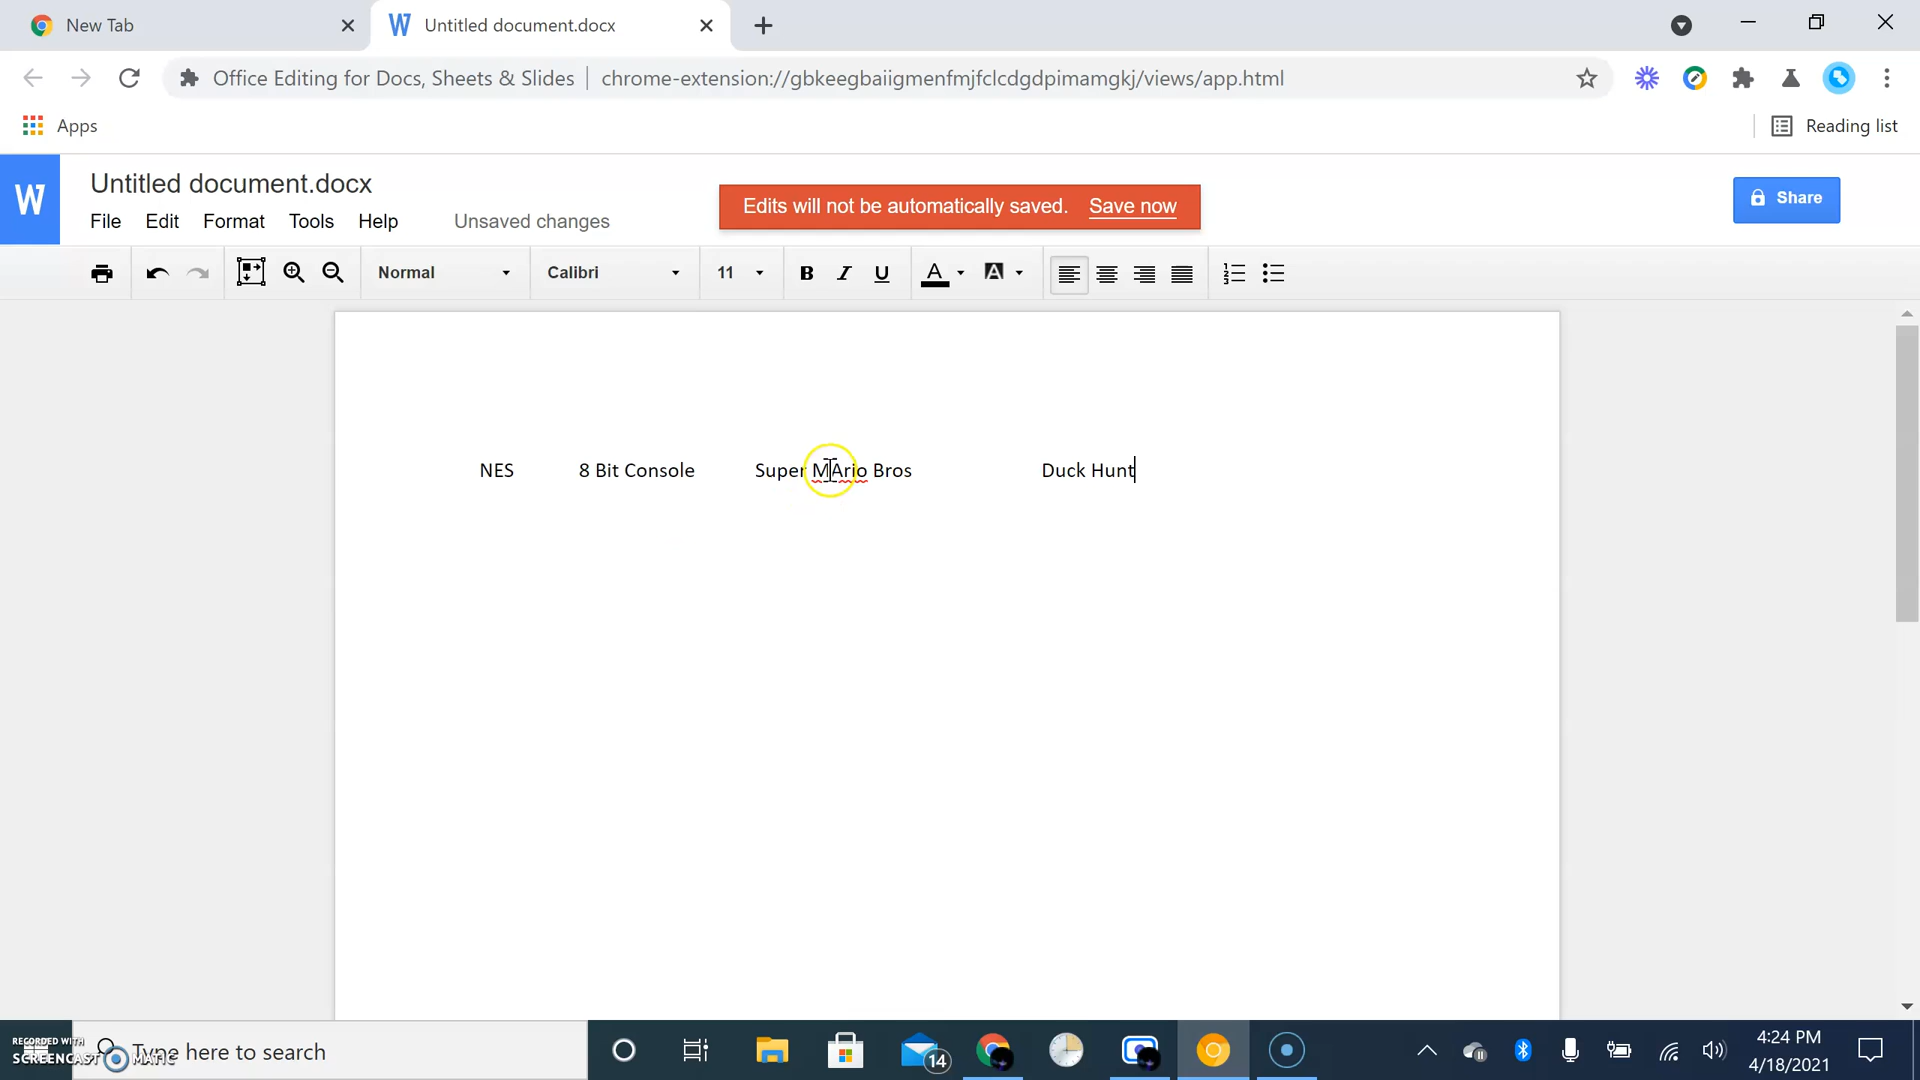 New Tab
Untitled document.docx
Office Editing for Docs, Sheets & Slides | chrome-extension://gbkeegbaiigmenfmjfclcdgdpimamgkj/views/app.html
Apps
Reading list
W
Untitled document.docx
File Edit Format Tools Help Unsaved changes
Edits will not be automatically saved. Save now
Share
Normal Calibri 11 B I U A A
NES 8 Bit Console Super MArio Bros Duck Hunt
RECORDED WITH
SCREENCAST MATIC
Type here to search
14
4:24 PM
4/18/2021